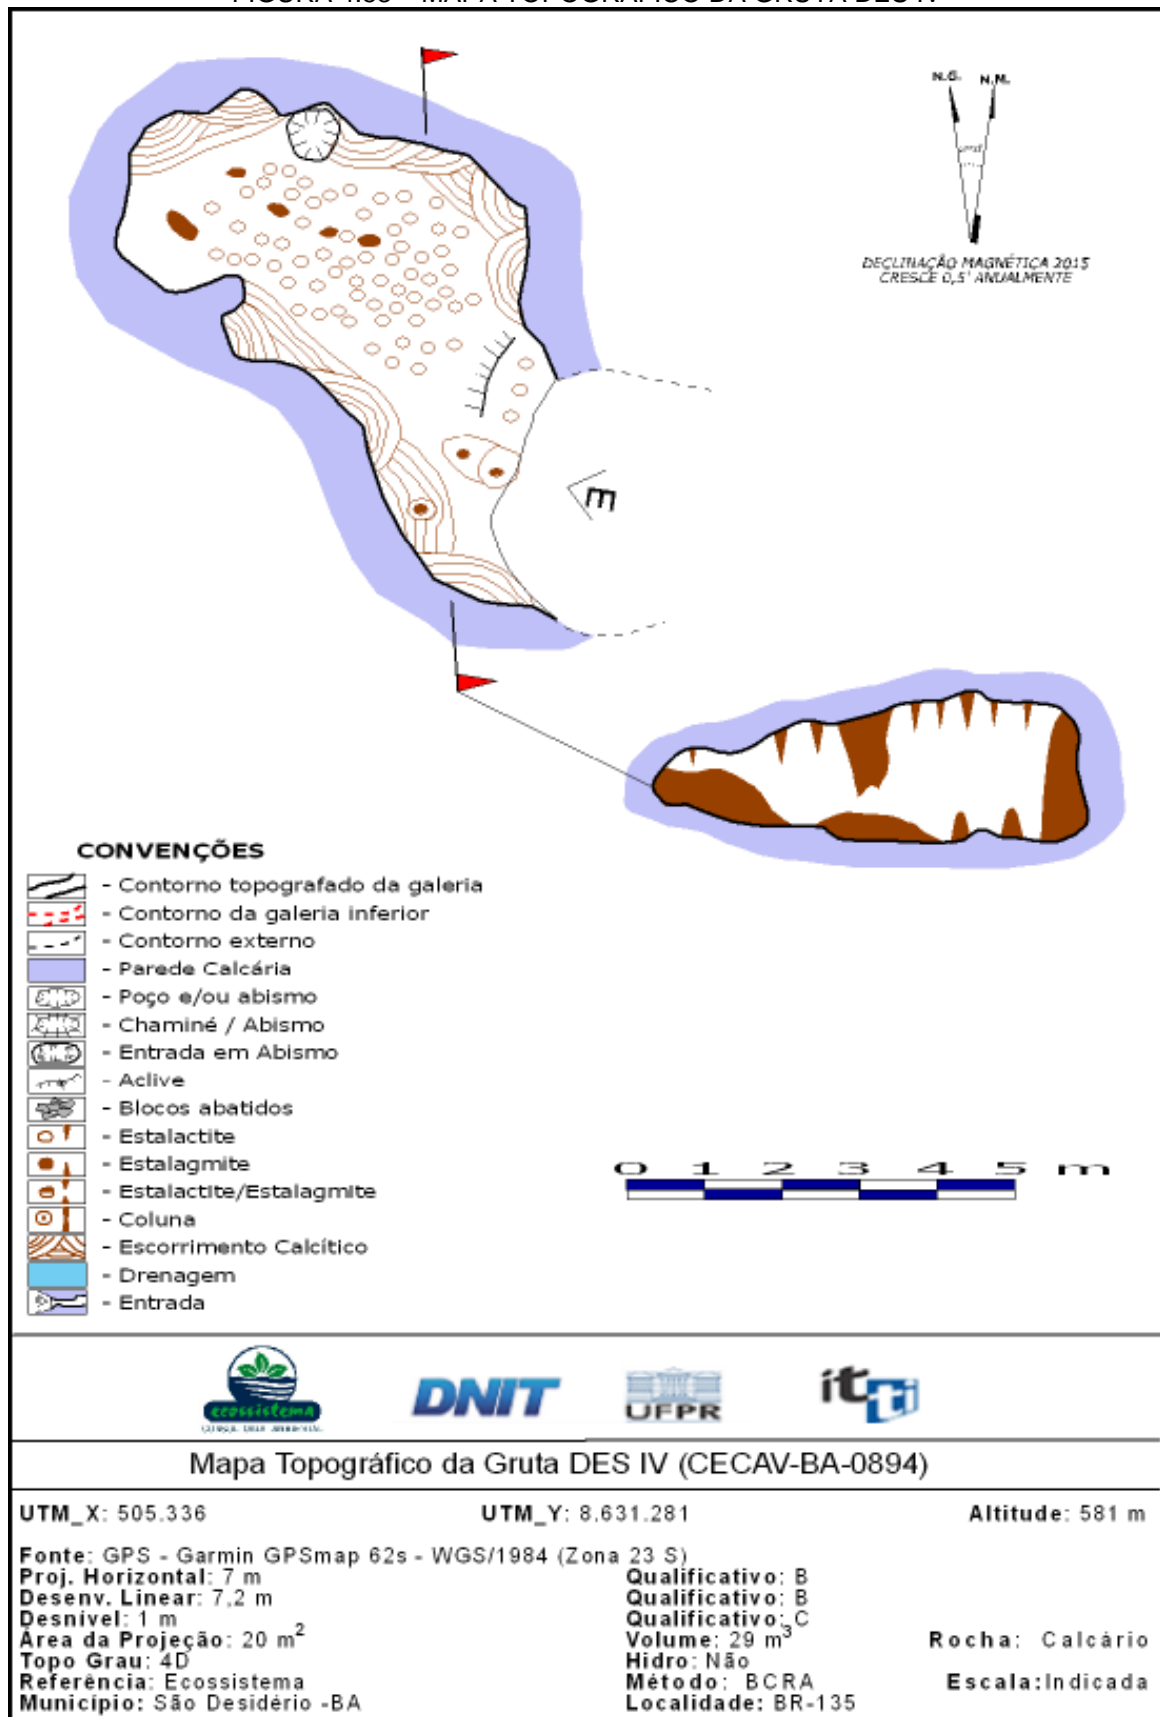 N.G. N.M.
DECLINAÇÃO MAGNÉTICA 2015
CRESCE 0,5' ANUALMENTE
E
CONVENÇÕES
- Contorno topografado da galeria
- Contorno da galeria inferior
- Contorno externo
- Parede Calcária
- Poço e/ou abismo
- Chaminé / Abismo
- Entrada em Abismo
- Aclive
- Blocos abatidos
- Estalactite
- Estalagmite
- Estalactite/Estalagmite
- Coluna
- Escorrimento Calcítico
- Drenagem
- Entrada
0 1 2 3 4 5 m
ecossistema
DNIT
UFPR
itti
Mapa Topográfico da Gruta DES IV (CECAV-BA-0894)
UTM_X: 505.336 UTM_Y: 8.631.281 Altitude: 581 m
Fonte: GPS - Garmin GPSmap 62s - WGS/1984 (Zona 23 S)
Proj. Horizontal: 7 m Qualificativo: B
Desenv. Linear: 7,2 m Qualificativo: B
Desnível: 1 m Qualificativo: C
Área da Projeção: 20 m² Volume: 29 m³ Rocha: Calcário
Topo Grau: 4D Hidro: Não
Referência: Ecossistema Método: BCRA Escala:Indicada
Município: São Desidério -BA Localidade: BR-135